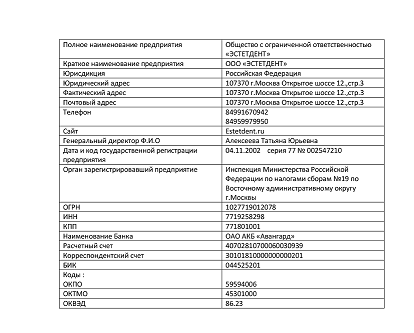 Полное наименование предприятия Общество с ограниченной ответственностью
«ЭСТЕТДЕНТ»
Краткое наименование предприятия ООО «ЭСТЕТДЕНТ»
Юрисдикция Российская Федерация
Юридический адрес 107370 г.Москва Открытое шоссе 12.,стр.3
Фактический адрес 107370 г.Москва Открытое шоссе 12.,стр.3
Почтовый адрес 107370 г.Москва Открытое шоссе 12.,стр.3
Телефон 84991670942
84959979950
Сайт Estetdent.ru
Генеральный директор Ф.И.О Алексеева Татьяна Юрьевна
Дата и код государственной регистрации предприятия 04.11.2002 серия 77 № 002547210
Орган зарегистрировавший предприятие Инспекция Министерства Российской
Федерации по налогами сборам №19 по
Восточному административному округу
г.Москвы
ОГРН 1027719012078
ИНН 7719258298
КПП 771801001
Наименование Банка ОАО АКБ «Авангард»
Расчетный счет 40702810700060030939
Корреспондентский счет 30101810000000000201
БИК 044525201
Коды :
ОКПО 59594006
ОКТМО 45301000
ОКВЭД 86.23